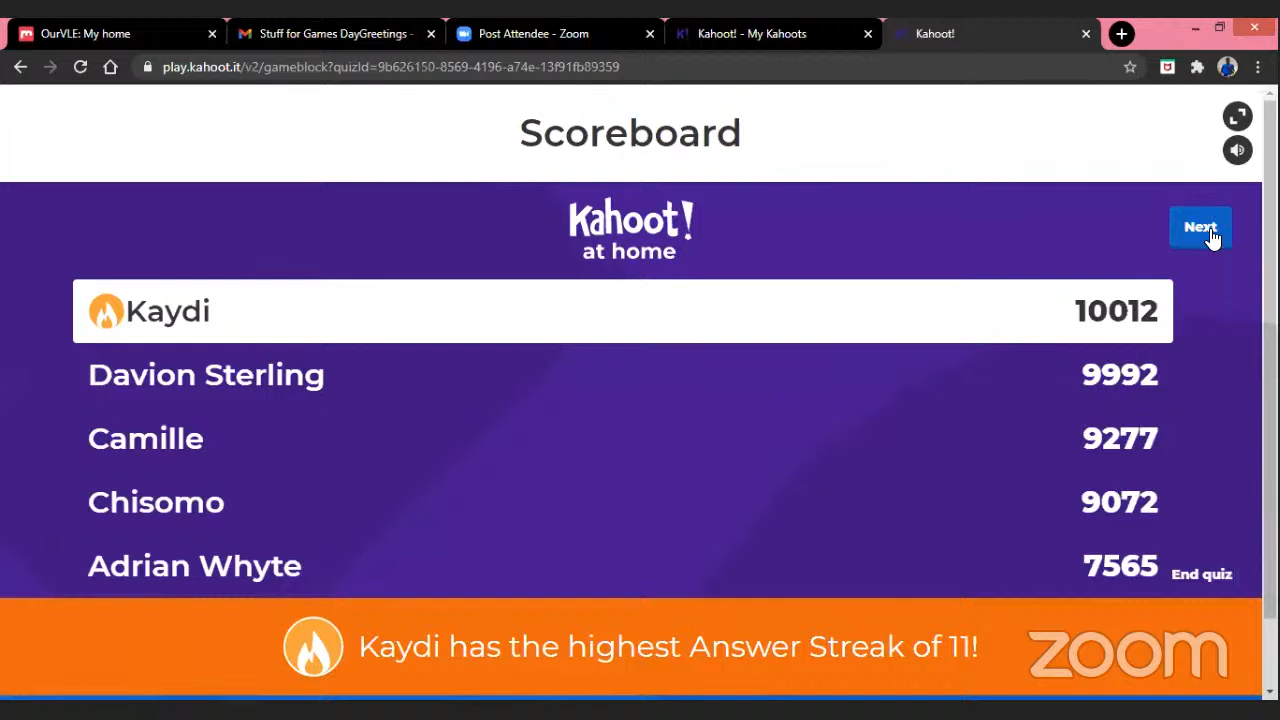 OurVLE: My home
Stuff for Games DayGreetings -
Post Attendee - Zoom
Kahoot! - My Kahoots
Kahoot!
play.kahoot.it/v2/gameblock?quizId=9b626150-8569-4196-a74e-13f91fb89359
Scoreboard
Kahoot!
at home
Next
Kaydi 10012
Davion Sterling 9992
Camille 9277
Chisomo 9072
Adrian Whyte 7565
End quiz
Kaydi has the highest Answer Streak of 11!
zoom